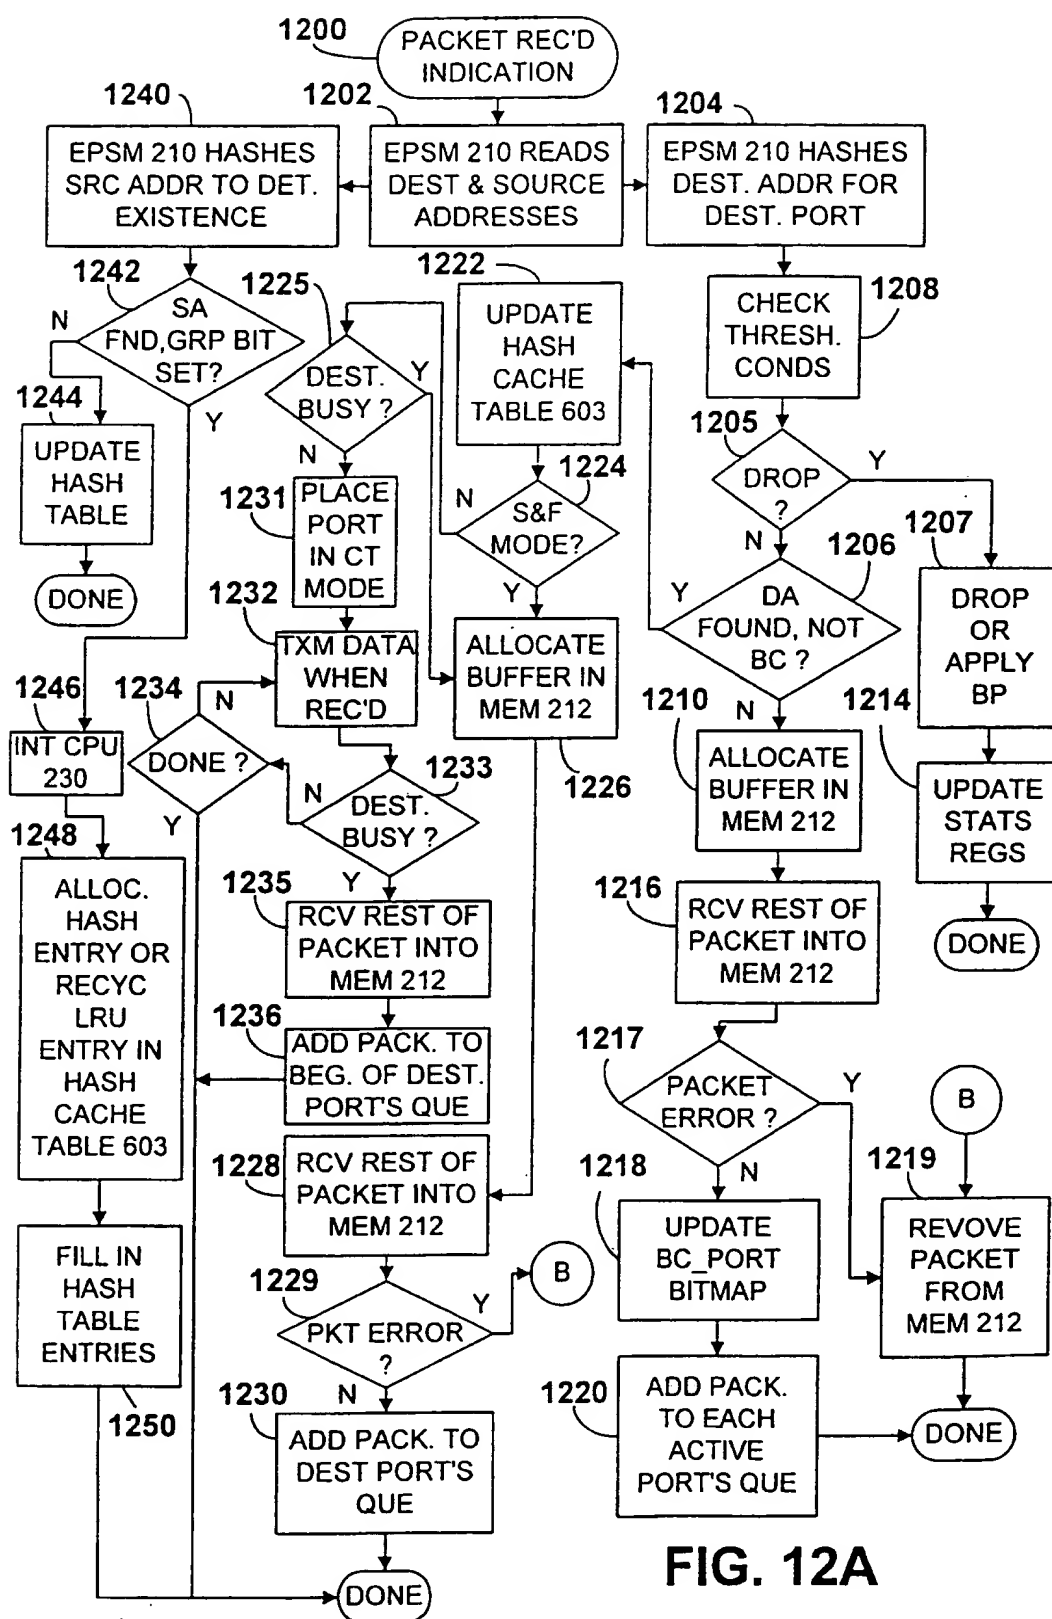 1200
PACKET REC'D
INDICATION
1240
1202
1204
EPSM 210 HASHES
SRC ADDR TO DET.
EXISTENCE
EPSM 210 READS
DEST & SOURCE
ADDRESSES
EPSM 210 HASHES
DEST. ADDR FOR
DEST. PORT
1242
SA
FND,GRP BIT
SET?
N
Y
1244
UPDATE
HASH
TABLE
DONE
1225
DEST.
BUSY ?
Y
N
1222
UPDATE
HASH
CACHE
TABLE 603
1208
CHECK
THRESH.
CONDS
1205
DROP
?
Y
N
1224
S&F
MODE?
N
Y
1231
PLACE
PORT
IN CT
MODE
1207
DROP
OR
APPLY
BP
1206
DA
FOUND, NOT
BC ?
Y
N
1232
TXM DATA
WHEN
REC'D
ALLOCATE
BUFFER IN
MEM 212
1226
1246
INT CPU
230
1234
DONE ?
N
Y
1233
DEST.
BUSY ?
N
Y
1210
ALLOCATE
BUFFER IN
MEM 212
1214
UPDATE
STATS
REGS
DONE
1248
ALLOC.
HASH
ENTRY OR
RECYC
LRU
ENTRY IN
HASH
CACHE
TABLE 603
1235
RCV REST OF
PACKET INTO
MEM 212
1216
RCV REST OF
PACKET INTO
MEM 212
1236
ADD PACK. TO
BEG. OF DEST.
PORT'S QUE
1217
PACKET
ERROR ?
Y
N
B
1228
RCV REST OF
PACKET INTO
MEM 212
1218
UPDATE
BC_PORT
BITMAP
1219
REVOVE
PACKET
FROM
MEM 212
FILL IN
HASH
TABLE
ENTRIES
1250
1229
PKT ERROR
?
Y
N
B
1230
ADD PACK. TO
DEST PORT'S
QUE
1220
ADD PACK.
TO EACH
ACTIVE
PORT'S QUE
DONE
DONE
FIG. 12A